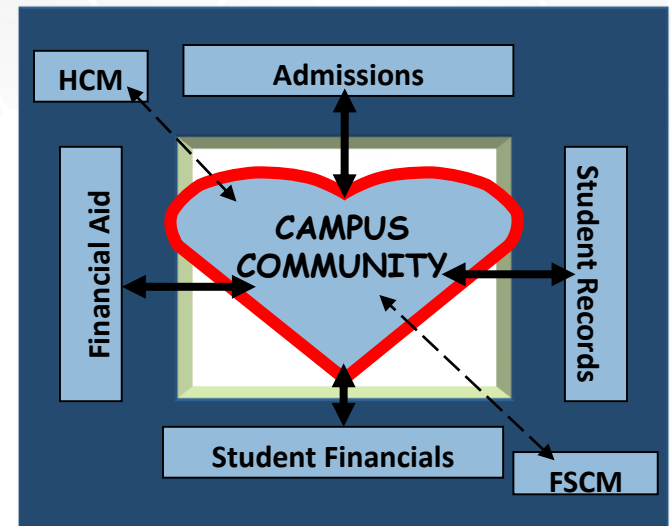 HCM
Admissions
Financial Aid
CAMPUS
COMMUNITY
Student Records
Student Financials
FSCM